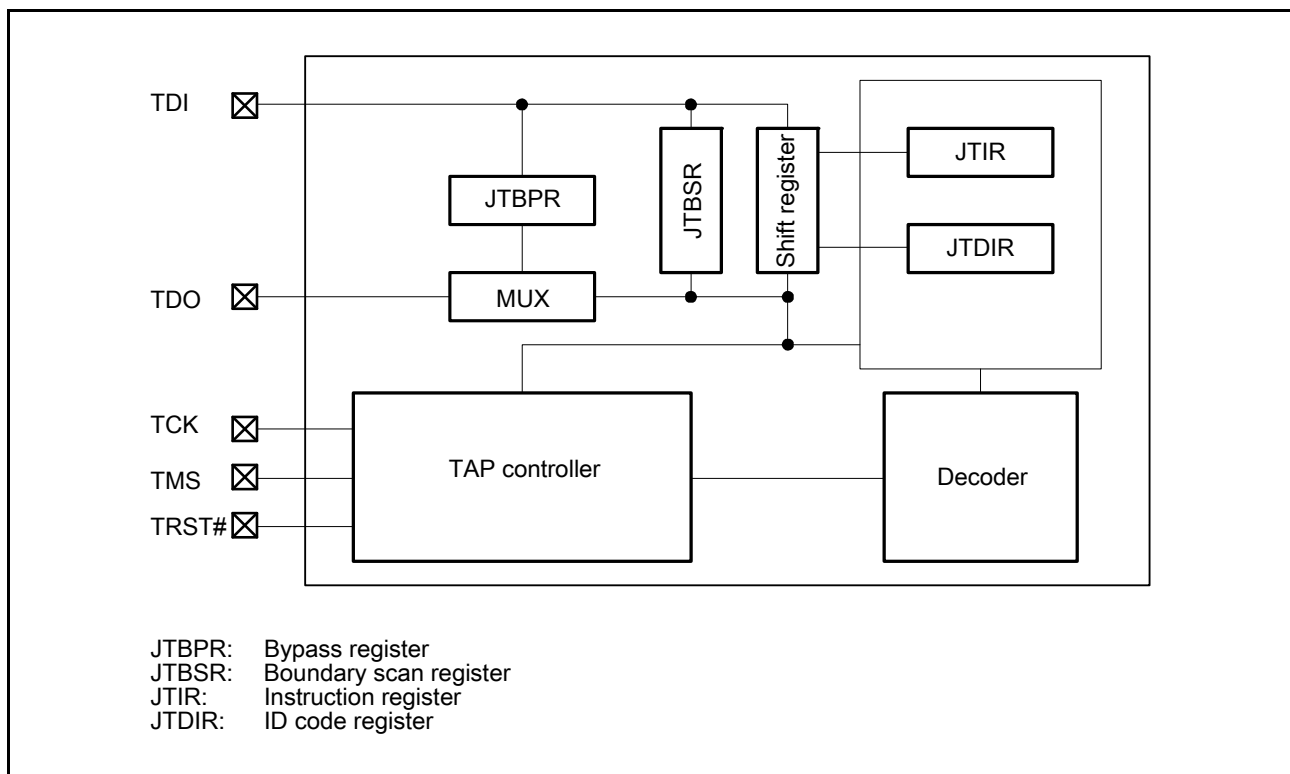 TDI
JTBPR
JTBSR
Shift register
JTIR
JTDIR
TDO
MUX
TCK
TMS
TRST#
TAP controller
Decoder
JTBPR: Bypass register
JTBSR: Boundary scan register
JTIR: Instruction register
JTDIR: ID code register